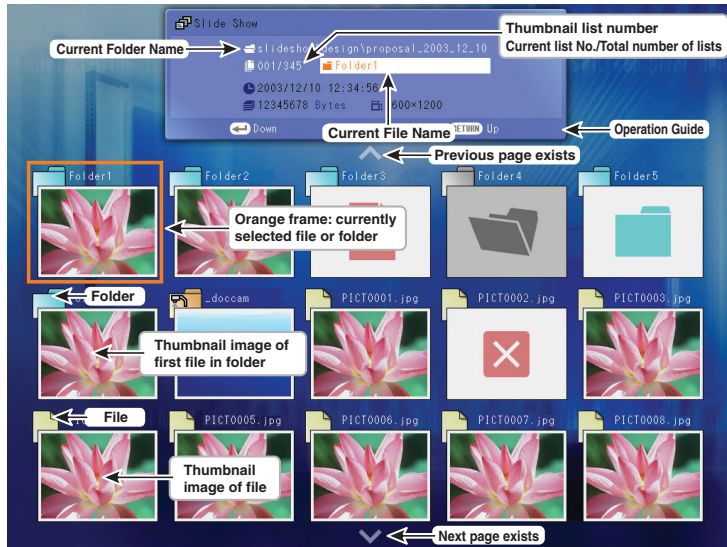 Slide Show
Thumbnail list number
Current list No./Total number of lists
Current Folder Name
slidesho design\proposal_2003_12_10
001/345 Folder1
2003/12/10 12:34:56
12345678 Bytes 600×1200
Down
Current File Name
Up
Operation Guide
Previous page exists
Folder1
Folder2
Folder3
Folder4
Folder5
Orange frame: currently
selected file or folder
Folder
_doccam
PICT0001.jpg
PICT0002.jpg
PICT0003.jpg
Thumbnail image of
first file in folder
File
PICT0005.jpg
PICT0006.jpg
PICT0007.jpg
PICT0008.jpg
Thumbnail
image of file
Next page exists